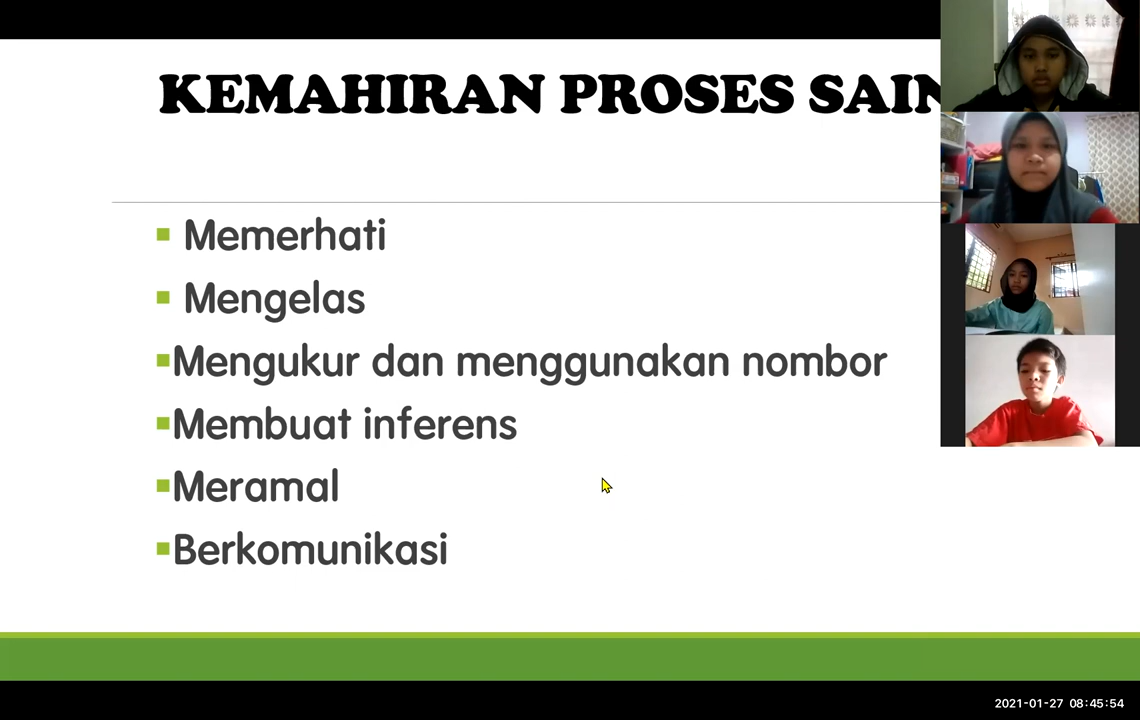 KEMAHIRAN PROSES SAIN
▪ Memerhati
▪ Mengelas
▪Mengukur dan menggunakan nombor
▪Membuat inferens
▪Meramal
▪Berkomunikasi
2021-01-27 08:45:54